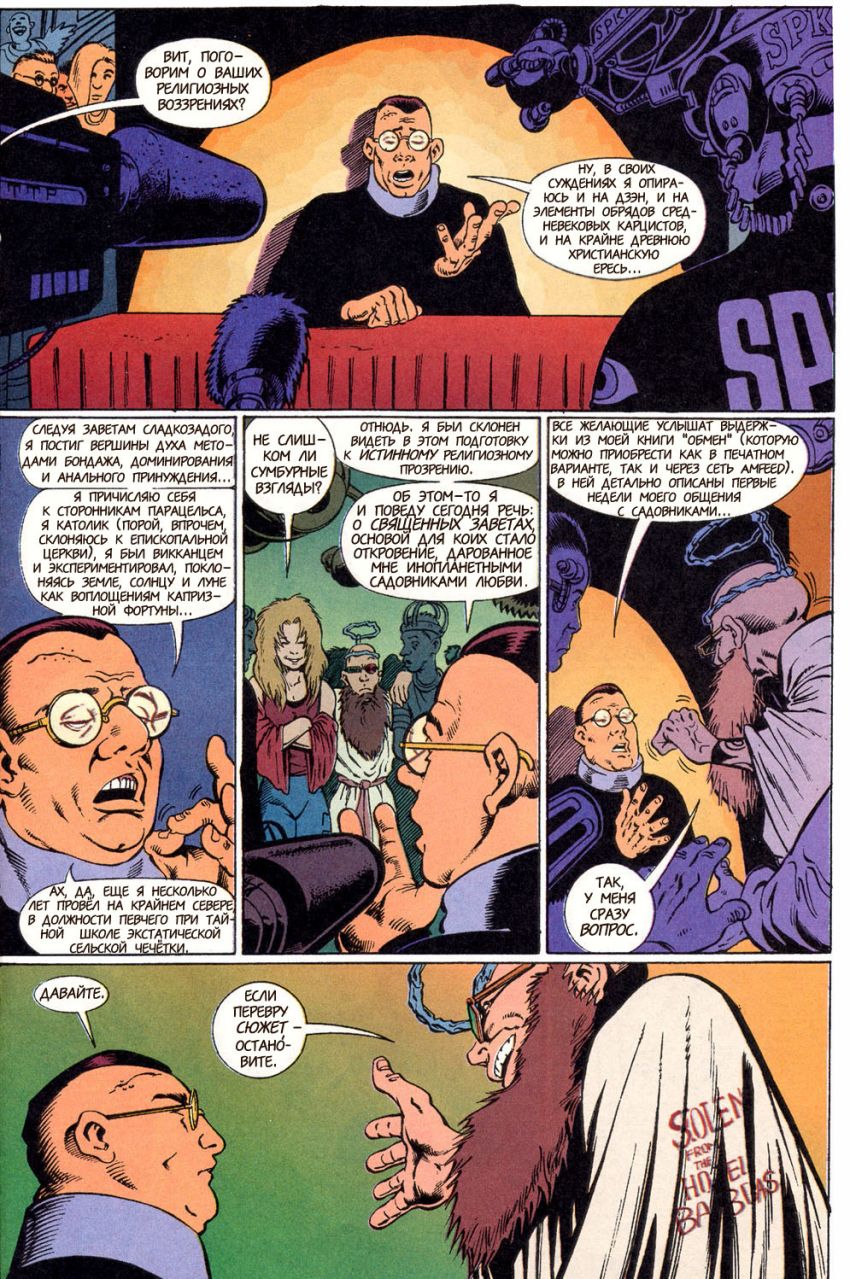 ВИТ, ПОГО-
ВОРИМ О ВАШИХ
РЕЛИГИОЗНЫХ
ВОЗЗРЕНИЯХ?
SPK
SPK
НУ, В СВОИХ
СУЖДЕНИЯХ Я ОПИРА-
ЮСЬ И НА ДЗЭН, И НА
ЭЛЕМЕНТЫ ОБРЯДОВ СРЕД-
НЕВЕКОВЫХ КАРЦИСТОВ,
И НА КРАЙНЕ ДРЕВНЮЮ
ХРИСТИАНСКУЮ
ЕРЕСЬ...
SPK
СЛЕДУЯ ЗАВЕТАМ СЛАДКОЗАДОГО,
Я ПОСТИГ ВЕРШИНЫ ДУХА МЕТО-
ДАМИ БОНДАЖА, ДОМИНИРОВАНИЯ
И АНАЛЬНОГО ПРИНУЖДЕНИЯ...
Я ПРИЧИСЛЯЮ СЕБЯ
К СТОРОННИКАМ ПАРАЦЕЛЬСА,
Я КАТОЛИК (ПОРОЙ, ВПРОЧЕМ,
СКЛОНЯЮСЬ К ЕПИСКОПАЛЬНОЙ
ЦЕРКВИ), Я БЫЛ ВИККАНЦЕМ
И ЭКСПЕРИМЕНТИРОВАЛ, ПОКЛО-
НЯЯСЬ ЗЕМЛЕ, СОЛНЦУ И ЛУНЕ
КАК ВОПЛОЩЕНИЯМ КАПРИЗ-
НОЙ ФОРТУНЫ...
АХ, ДА, ЕЩЕ Я НЕСКОЛЬКО
ЛЕТ ПРОВЁЛ НА КРАЙНЕМ СЕВЕРЕ
В ДОЛЖНОСТИ ПЕВЧЕГО ПРИ ТАЙ-
НОЙ ШКОЛЕ ЭКСТАТИЧЕСКОЙ
СЕЛЬСКОЙ ЧЕЧЁТКИ.
НЕ СЛИШ-
КОМ ЛИ
СУМБУРНЫЕ
ВЗГЛЯДЫ?
ОТНЮДЬ. Я БЫЛ СКЛОНЕН
ВИДЕТЬ В ЭТОМ ПОДГОТОВКУ
К ИСТИННОМУ РЕЛИГИОЗНОМУ
ПРОЗРЕНИЮ.
ОБ ЭТОМ-ТО Я
И ПОВЕДУ СЕГОДНЯ РЕЧЬ:
О СВЯЩЕННЫХ ЗАВЕТАХ,
ОСНОВОЙ ДЛЯ КОИХ СТАЛО
ОТКРОВЕНИЕ, ДАРОВАННОЕ
МНЕ ИНОПЛАНЕТНЫМИ
САДОВНИКАМИ ЛЮБВИ.
ВСЕ ЖЕЛАЮЩИЕ УСЛЫШАТ ВЫДЕРЖ-
КИ ИЗ МОЕЙ КНИГИ "ОБМЕН" (КОТОРУЮ
МОЖНО ПРИОБРЕСТИ КАК В ПЕЧАТНОМ
ВАРИАНТЕ, ТАК И ЧЕРЕЗ СЕТЬ AMFEED).
В НЕЙ ДЕТАЛЬНО ОПИСАНЫ ПЕРВЫЕ
НЕДЕЛИ МОЕГО ОБЩЕНИЯ
С САДОВНИКАМИ...
ТАК,
У МЕНЯ
СРАЗУ
ВОПРОС.
ДАВАЙТЕ.
ЕСЛИ
ПЕРЕВРУ
СЮЖЕТ -
ОСТАНО-
ВИТЕ.
FROM
THE